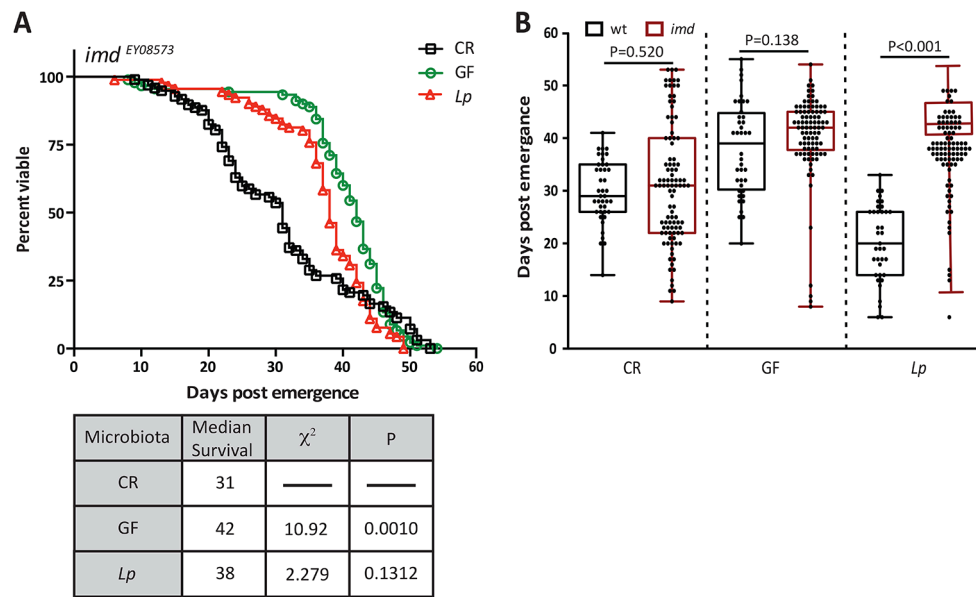 A
imd EY08573
CR
GF
Lp
100
75
50
25
0
Percent viable
0 10 20 30 40 50 60
Days post emergence
Microbiota Median Survival χ2 P
CR 31
GF 42 10.92 0.0010
Lp 38 2.279 0.1312
B
wt imd
P=0.520 P=0.138 P<0.001
60
50
40
30
20
10
0
Days post emergance
CR GF Lp